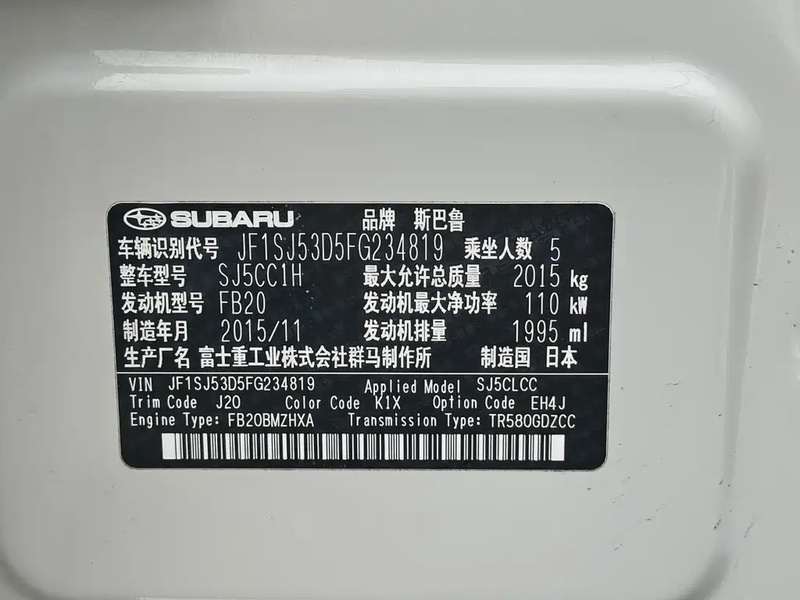 SUBARU 品牌 斯巴鲁
车辆识别代号 JF1SJ53D5FG234819 乘坐人数 5
整车型号 SJ5CC1H 最大允许总质量 2015 kg
发动机型号 FB20 发动机最大净功率 110 kW
制造年月 2015/11 发动机排量 1995 ml
生产厂名 富士重工业株式会社群马制作所 制造国 日本
VIN JF1SJ53D5FG234819 Applied Model SJ5CLCC
Trim Code J20 Color Code K1X Option Code EH4J
Engine Type: FB20BMZHXA Transmission Type: TR580GDZCC